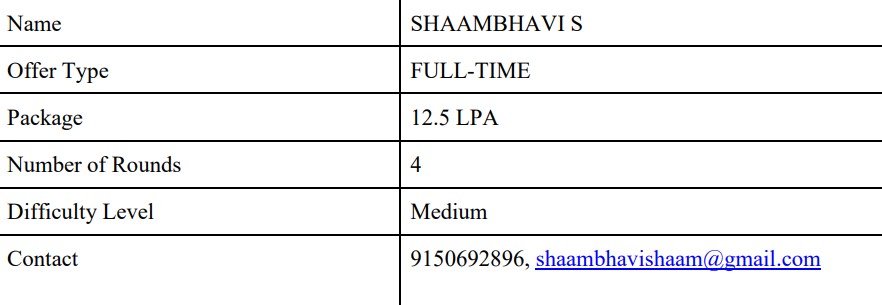 Name SHAAMBHAVI S
Offer Type FULL-TIME
Package 12.5 LPA
Number of Rounds 4
Difficulty Level Medium
Contact 9150692896, shaambhavishaam@gmail.com